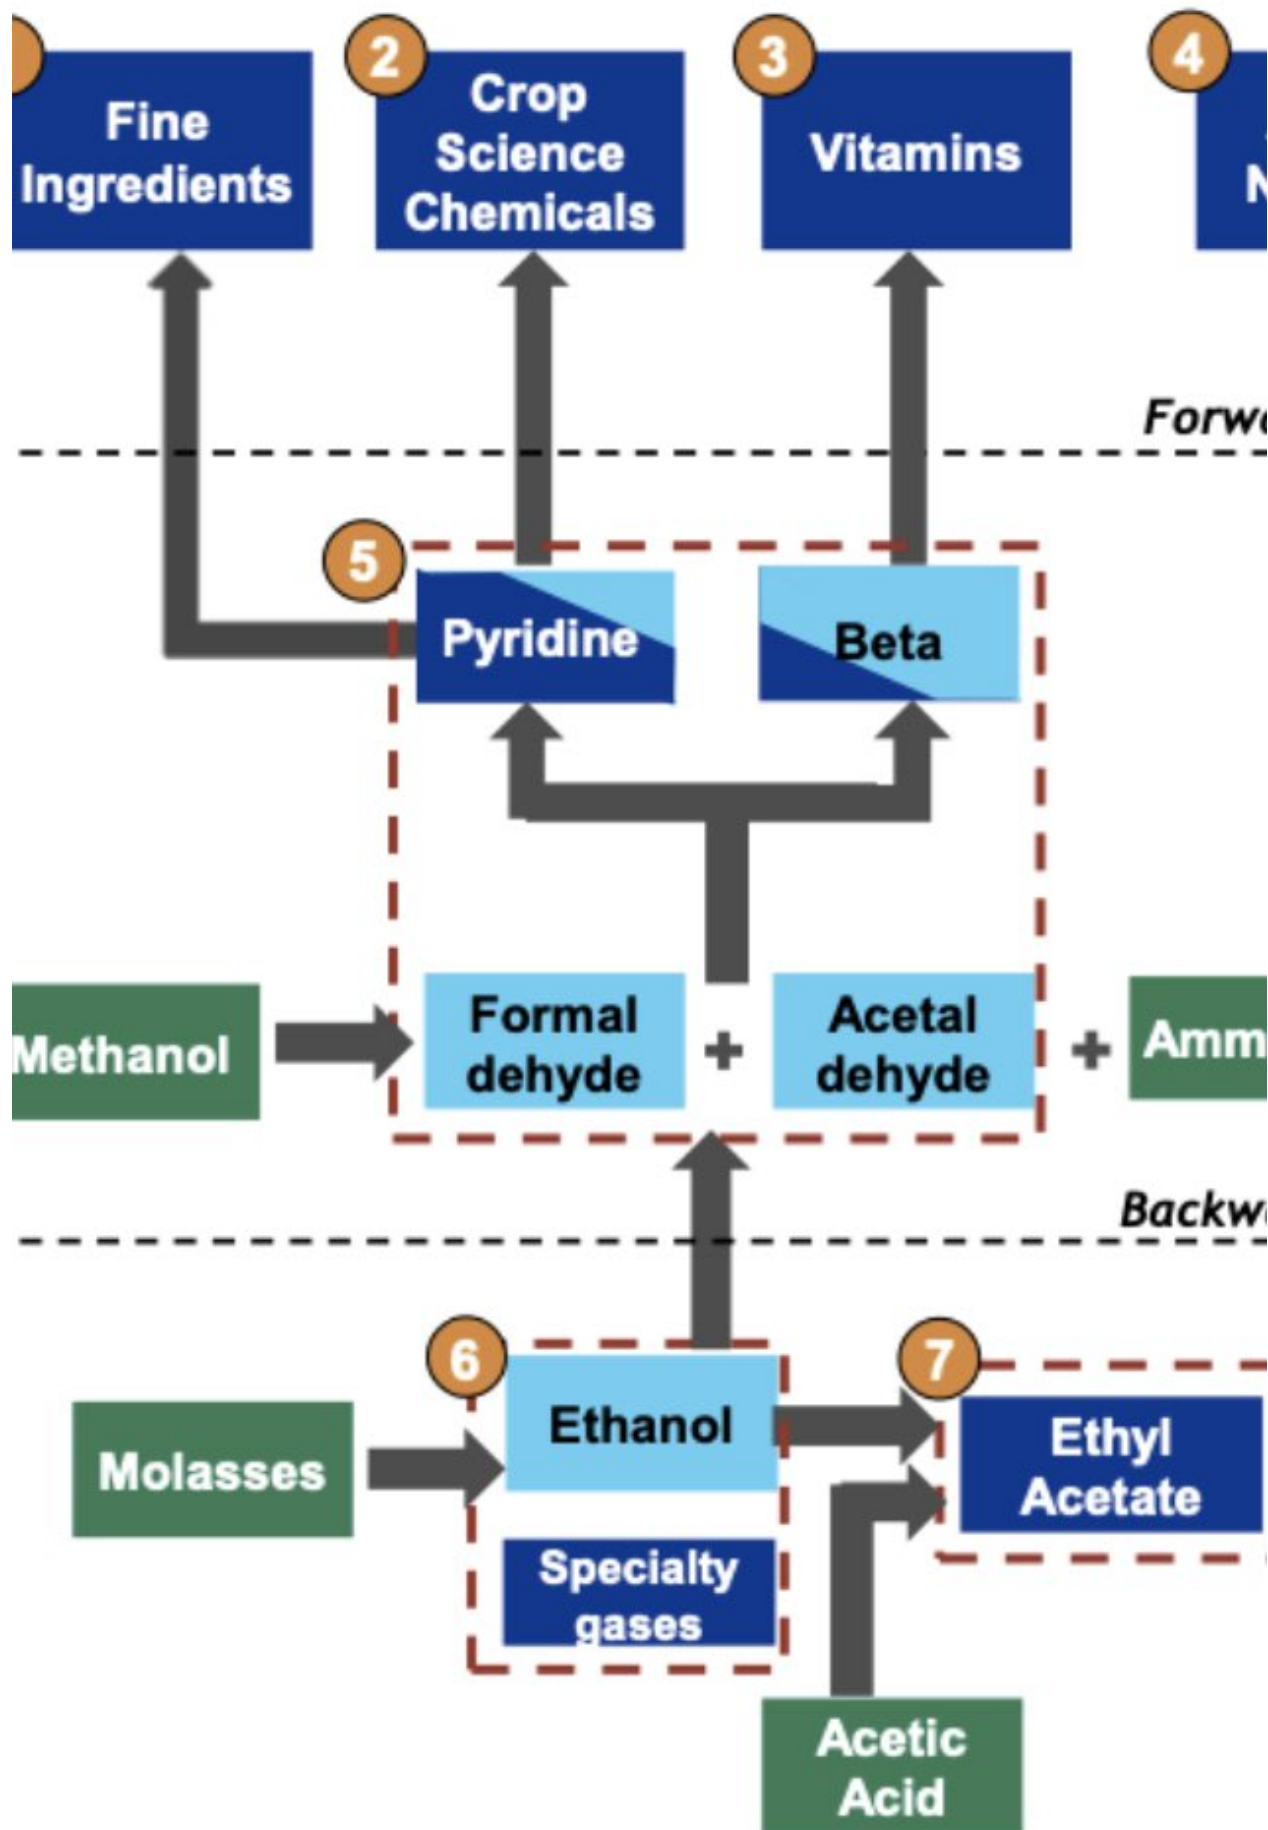 2
3
4
Fine
Ingredients
Crop
Science
Chemicals
Vitamins
5
Pyridine
Beta
Methanol
Formal
dehyde
+
Acetal
dehyde
+
6
7
Molasses
Ethanol
Ethyl
Acetate
Specialty
gases
Acetic
Acid